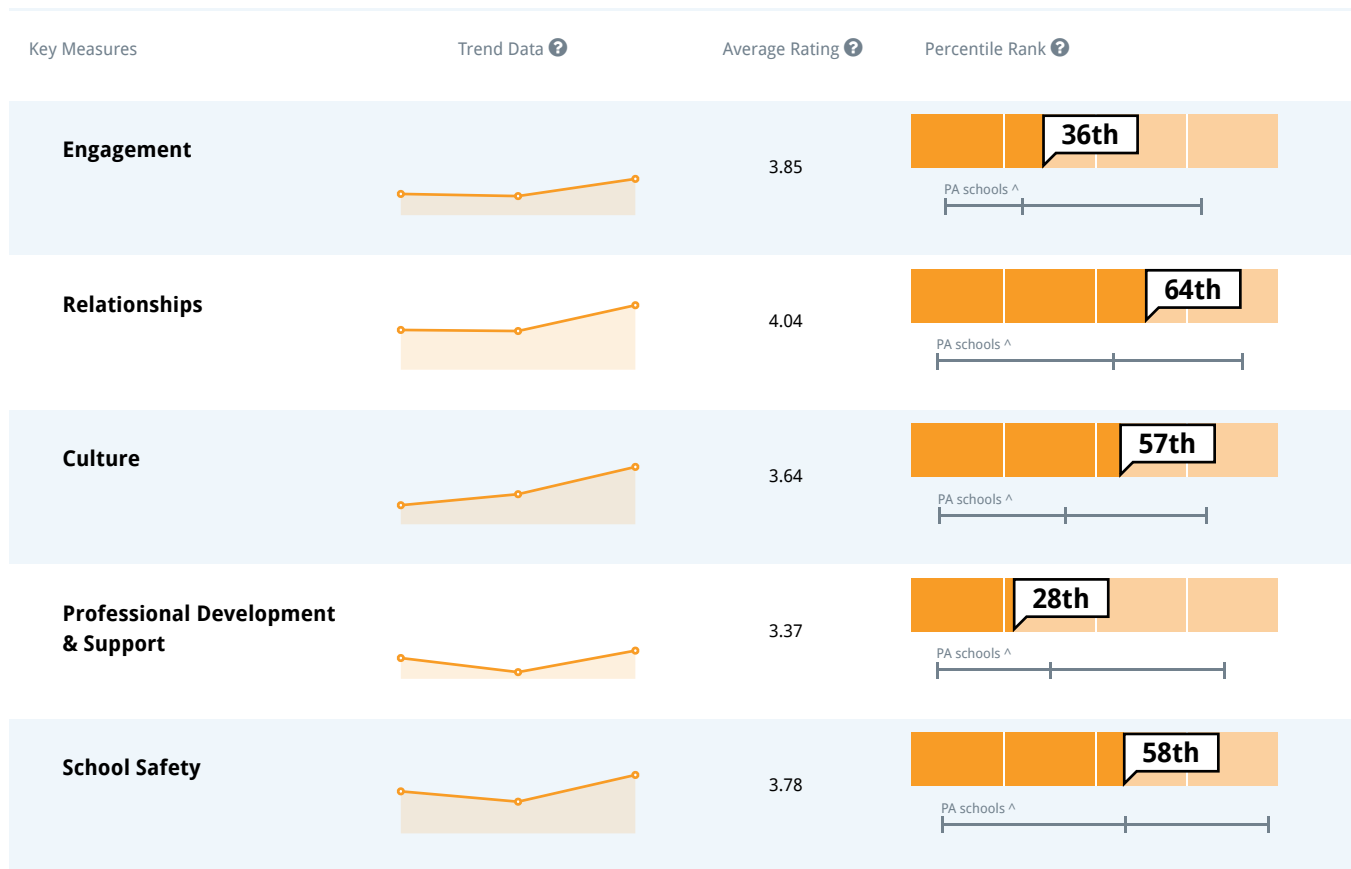 Key Measures Trend Data ? Average Rating ? Percentile Rank ?
Engagement
3.85
36th
PA schools ^
Relationships
4.04
64th
PA schools ^
Culture
3.64
57th
PA schools ^
Professional Development
& Support
3.37
28th
PA schools ^
School Safety
3.78
58th
PA schools ^